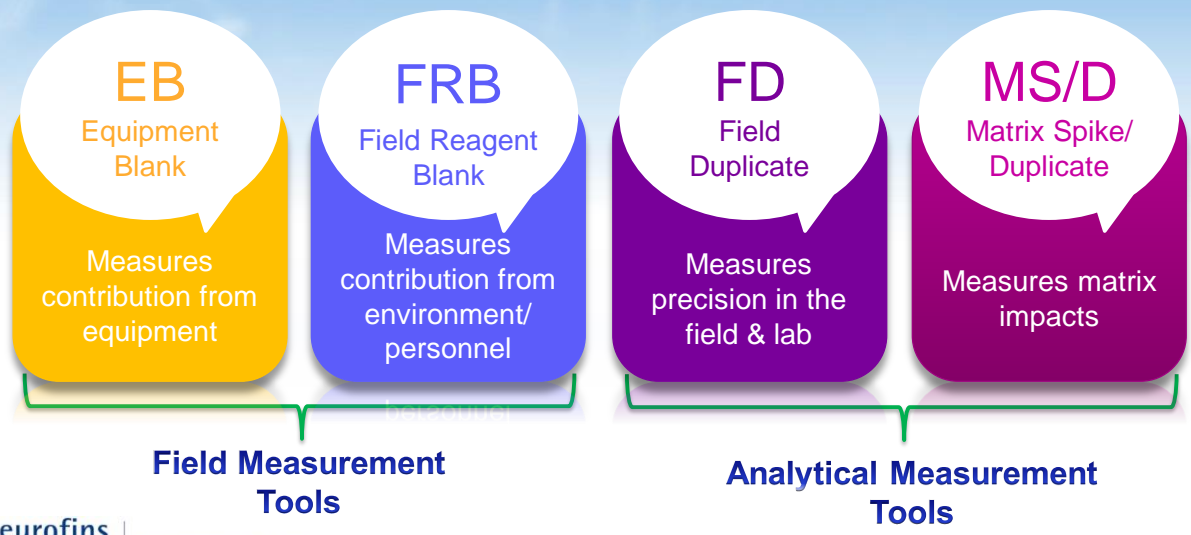 EB
Equipment
Blank
Measures
contribution from
equipment
FRB
Field Reagent
Blank
Measures
contribution from
environment/
personnel
FD
Field
Duplicate
Measures
precision in the
field & lab
MS/D
Matrix Spike/
Duplicate
Measures matrix
impacts
Field Measurement
Tools
Analytical Measurement
Tools
eurofins